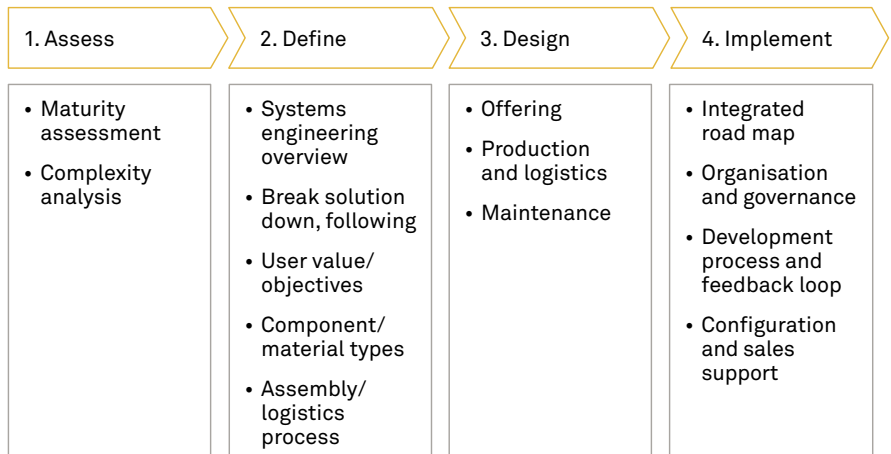 1. Assess
2. Define
3. Design
4. Implement
• Maturity
assessment
• Complexity
analysis
• Systems
engineering
overview
• Break solution
down, following
• User value/
objectives
• Component/
material types
• Assembly/
logistics
process
• Offering
• Production
and logistics
• Maintenance
• Integrated
road map
• Organisation
and governance
• Development
process and
feedback loop
• Configuration
and sales
support